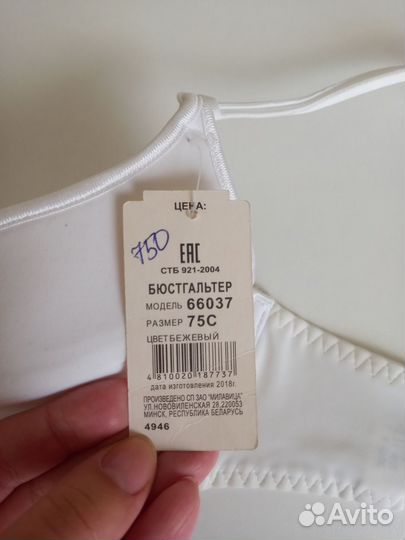 ЦЕНА:
750
ЕАС
СТБ 921-2004
БЮСТГАЛЬТЕР
МОДЕЛЬ 66037
РАЗМЕР 75C
ЦВЕТБЕЖЕВЫЙ
4810020187737
дата изготовления 2018г.
ПРОИЗВЕДЕНО СП ЗАО "МИЛАВИЦА"
УЛ.НОВОВИЛЕНСКАЯ 28,220053
МИНСК, РЕСПУБЛИКА БЕЛАРУСЬ
4946
Avito